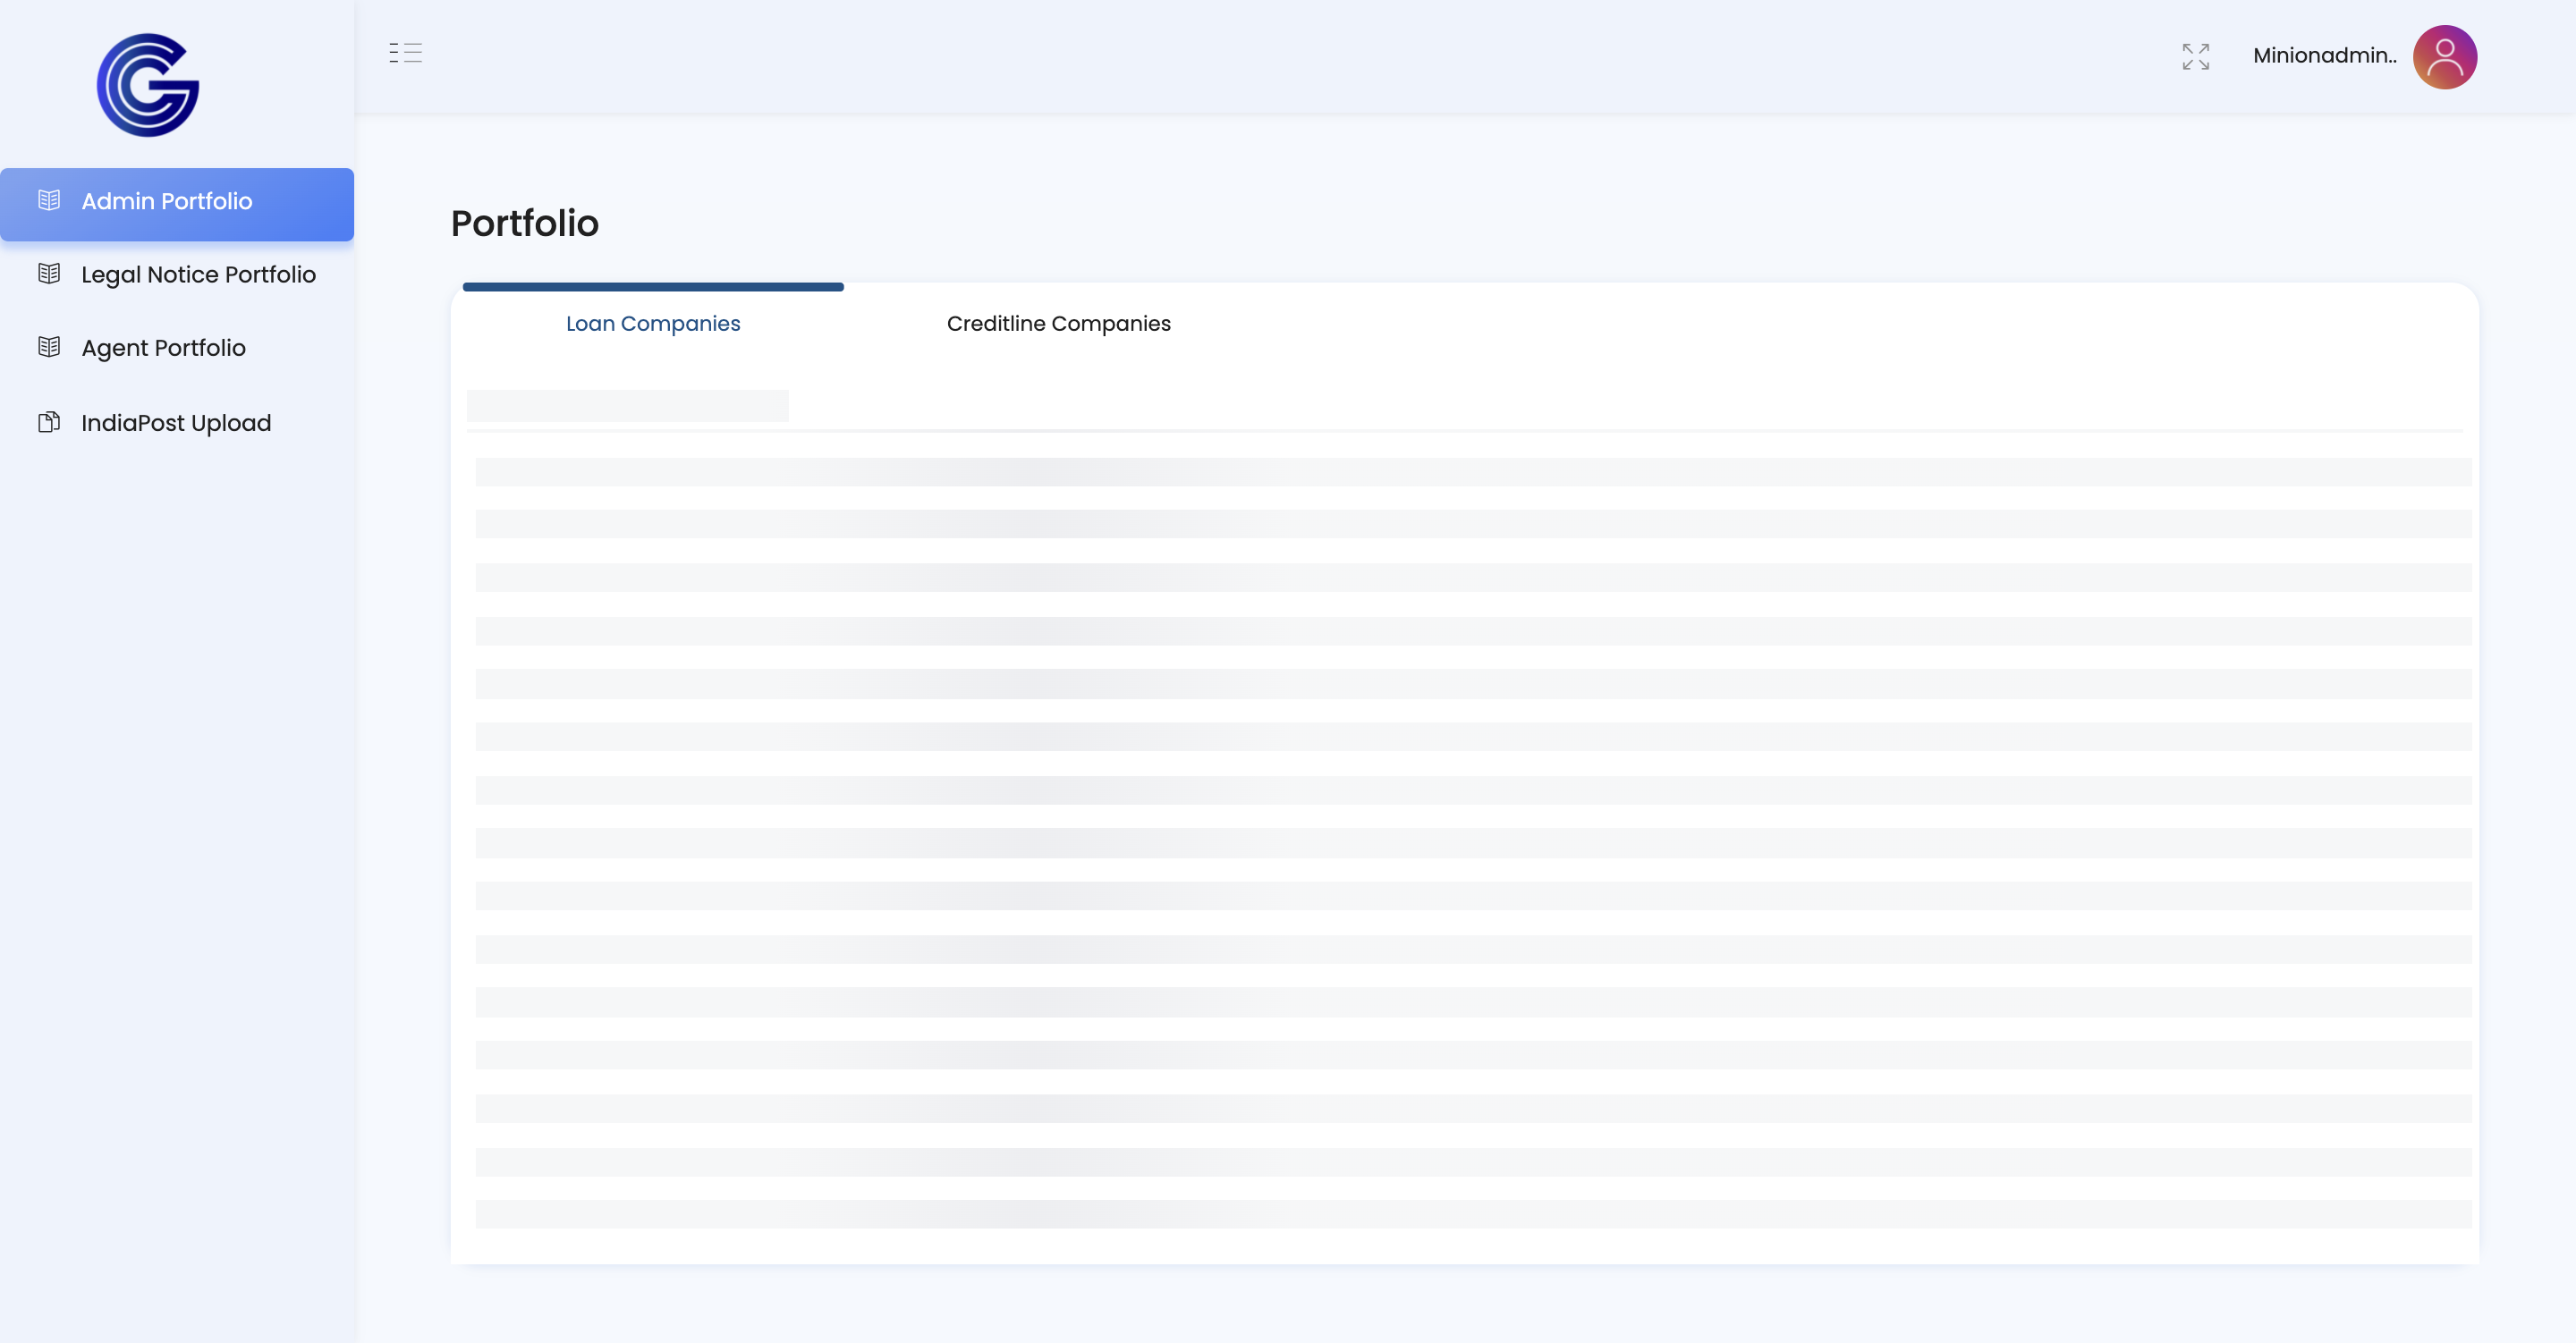 Minionadmin..
Admin Portfolio
Legal Notice Portfolio
Agent Portfolio
IndiaPost Upload
Portfolio
Loan Companies
Creditline Companies